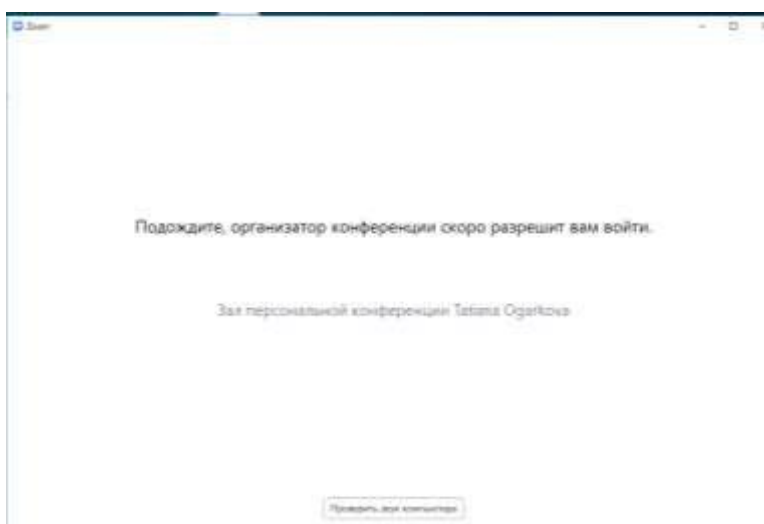 Zoom
Подождите, организатор конференции скоро разрешит вам войти.
Зал персональной конференции Tatiana Ogarkova
Проверить звук компьютера